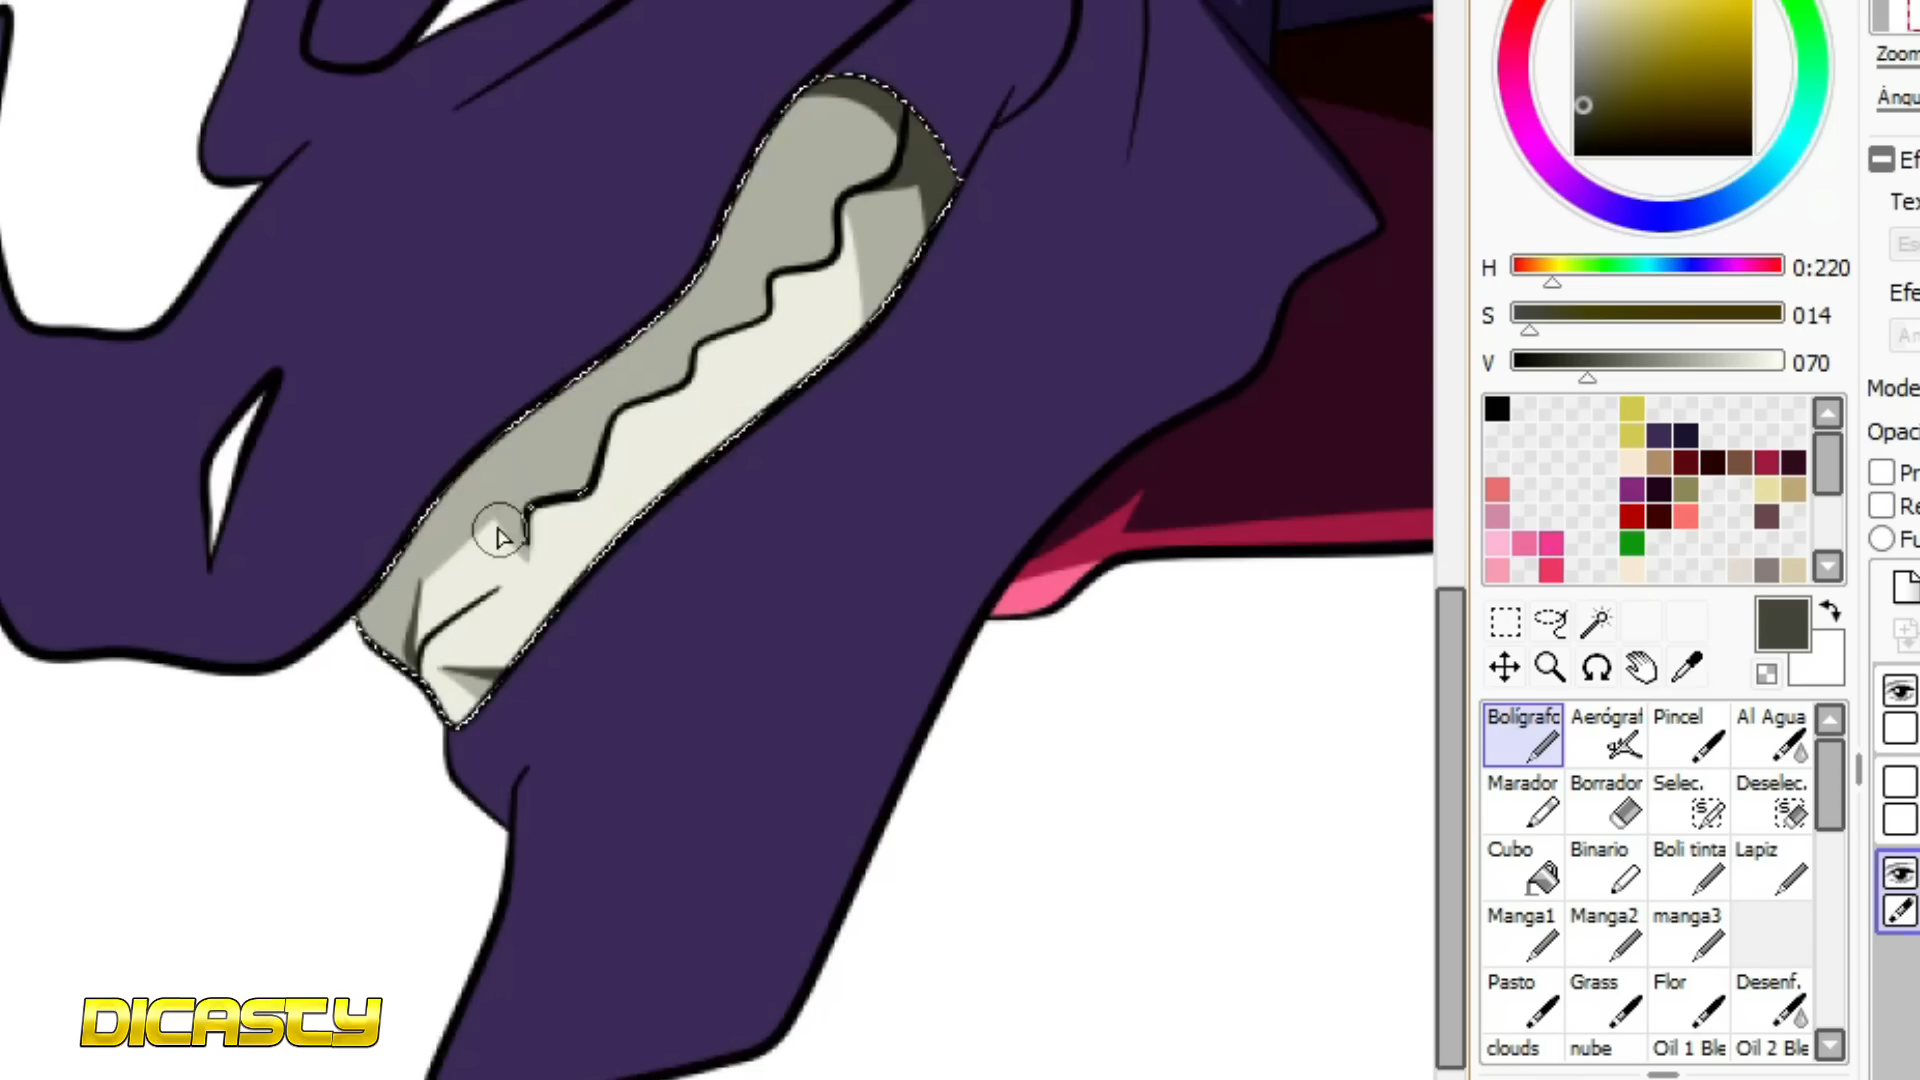 Zoom
Ángu
Ef
Tex
Es
Efe
An
H 0:220
S 014
V 070
Mode
Opac
Pr
Re
Fu
Bolígrafo Aerógraf Pincel Al Agua
Marador Borrador Selec. Deselec.
Cubo Binario Boli tinta Lapiz
Manga1 Manga2 manga3
Pasto Grass Flor Desenf.
clouds nube Oil 1 Ble Oil 2 Ble
DICASTY